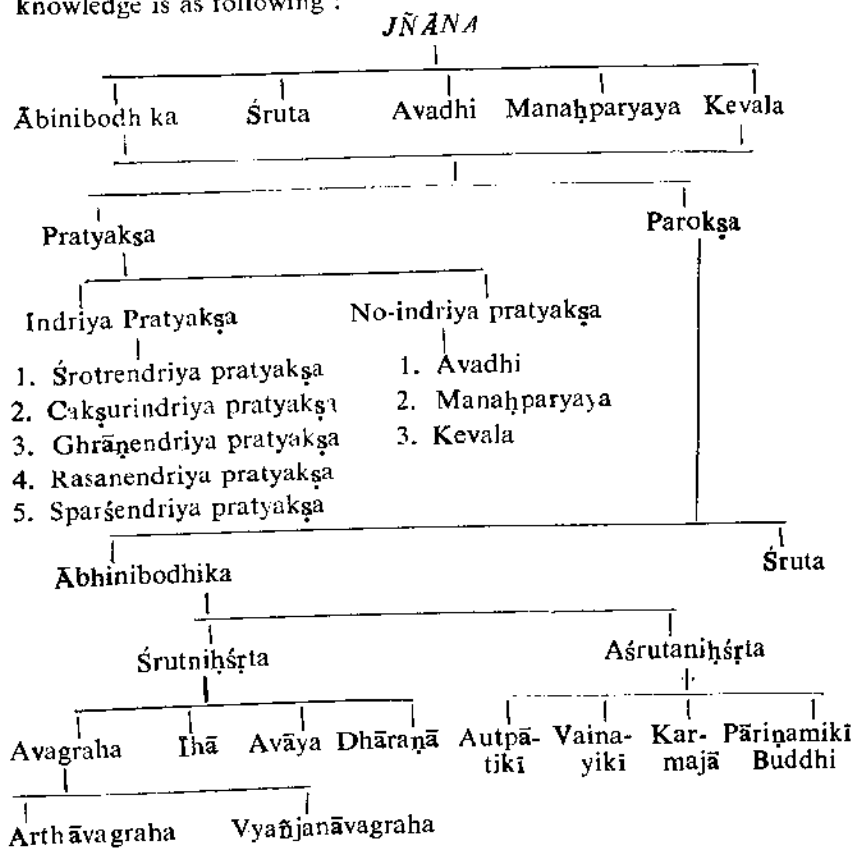 knowledge is as following :
JÑĀNA
Ābinibodh ka Śruta Avadhi Manaḥparyaya Kevala
Pratyakṣa Parokṣa
Indriya Pratyakṣa No-indriya pratyakṣa
1. Śrotrendriya pratyakṣa 1. Avadhi
2. Cakṣurindriya pratyakṣa 2. Manaḥparyaya
3. Ghrāṇendriya pratyakṣa 3. Kevala
4. Rasanendriya pratyakṣa
5. Sparśendriya pratyakṣa
Ābhinibodhika Śruta
Śrutniḥśṛta Aśrutaniḥśṛta
Avagraha Īhā Avāya Dhāraṇā Autpā- Vaina- Kar- Pāriṇamikī
tikī yikī majā Buddhi
Arthāvagraha Vyañjanāvagraha